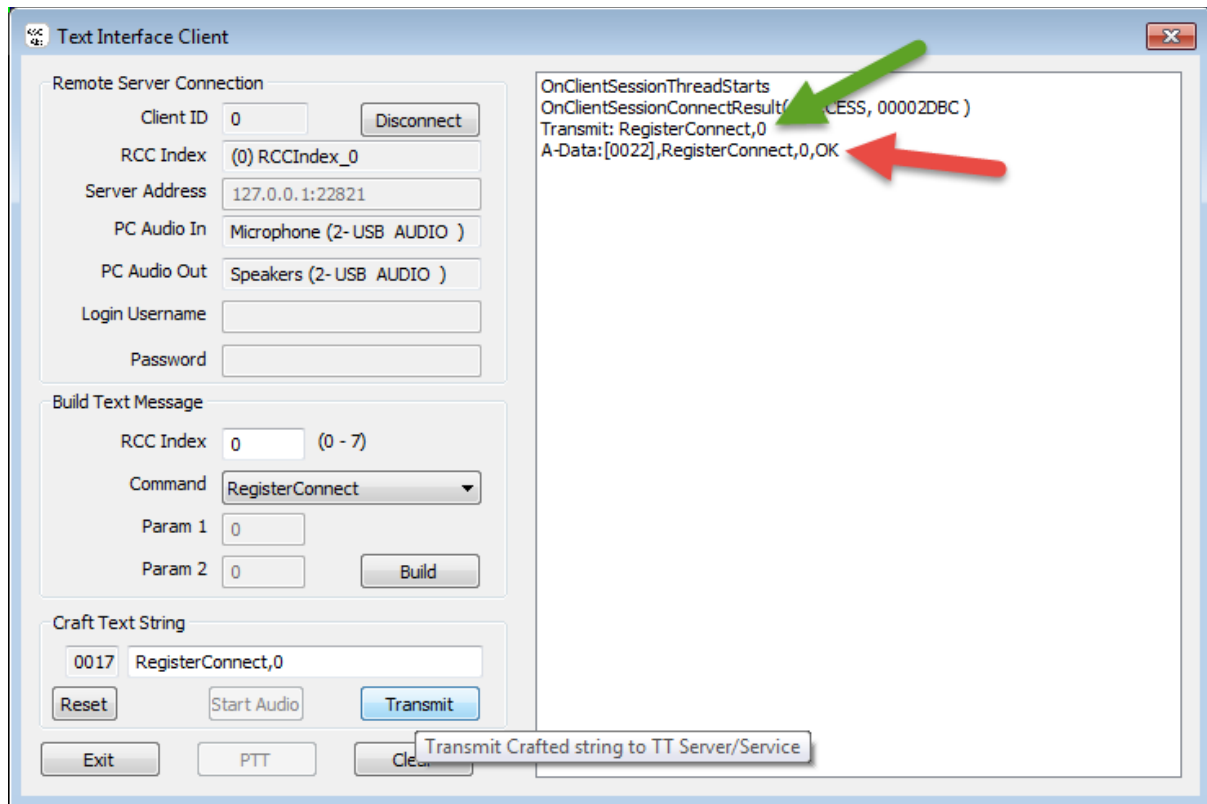 Text Interface Client
Remote Server Connection
Client ID 0 Disconnect
RCC Index (0) RCCIndex_0
Server Address 127.0.0.1:22821
PC Audio In Microphone (2- USB AUDIO )
PC Audio Out Speakers (2- USB AUDIO )
Login Username
Password
Build Text Message
RCC Index 0 (0 - 7)
Command RegisterConnect
Param 1 0
Param 2 0 Build
Craft Text String
0017 RegisterConnect,0
Reset Start Audio Transmit
Exit PTT
Transmit Crafted string to TT Server/Service
OnClientSessionThreadStarts
OnClientSessionConnectResult( CESS, 00002DBC )
Transmit: RegisterConnect,0
A-Data:[0022],RegisterConnect,0,OK